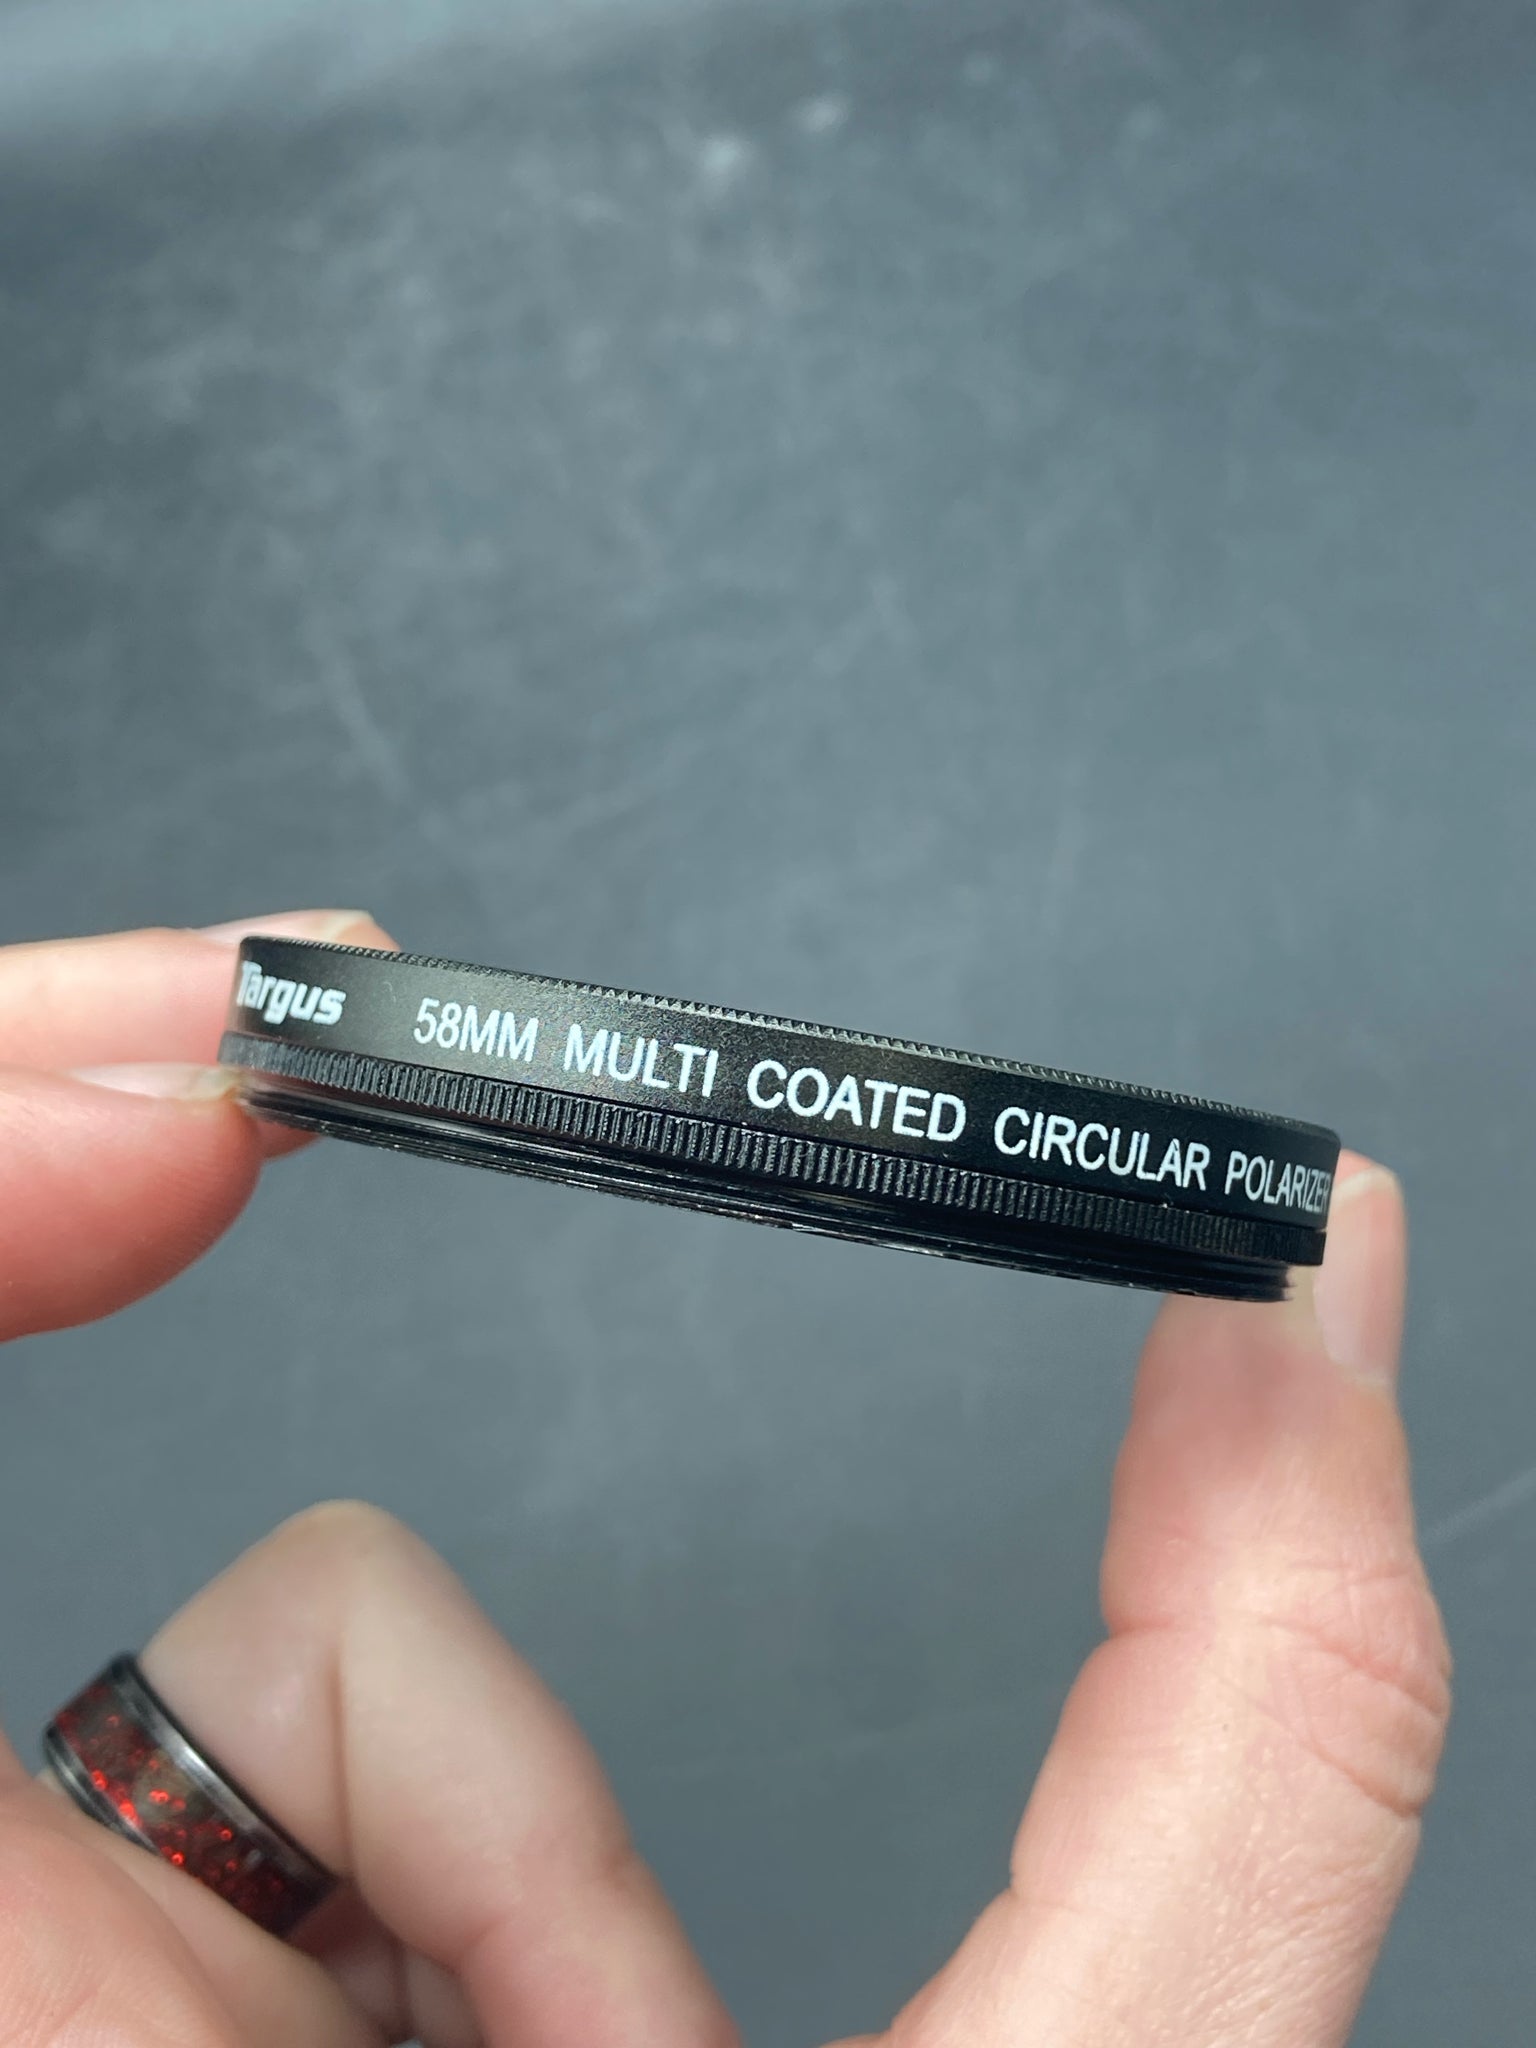 Targus 58MM MULTI COATED CIRCULAR POLARIZER